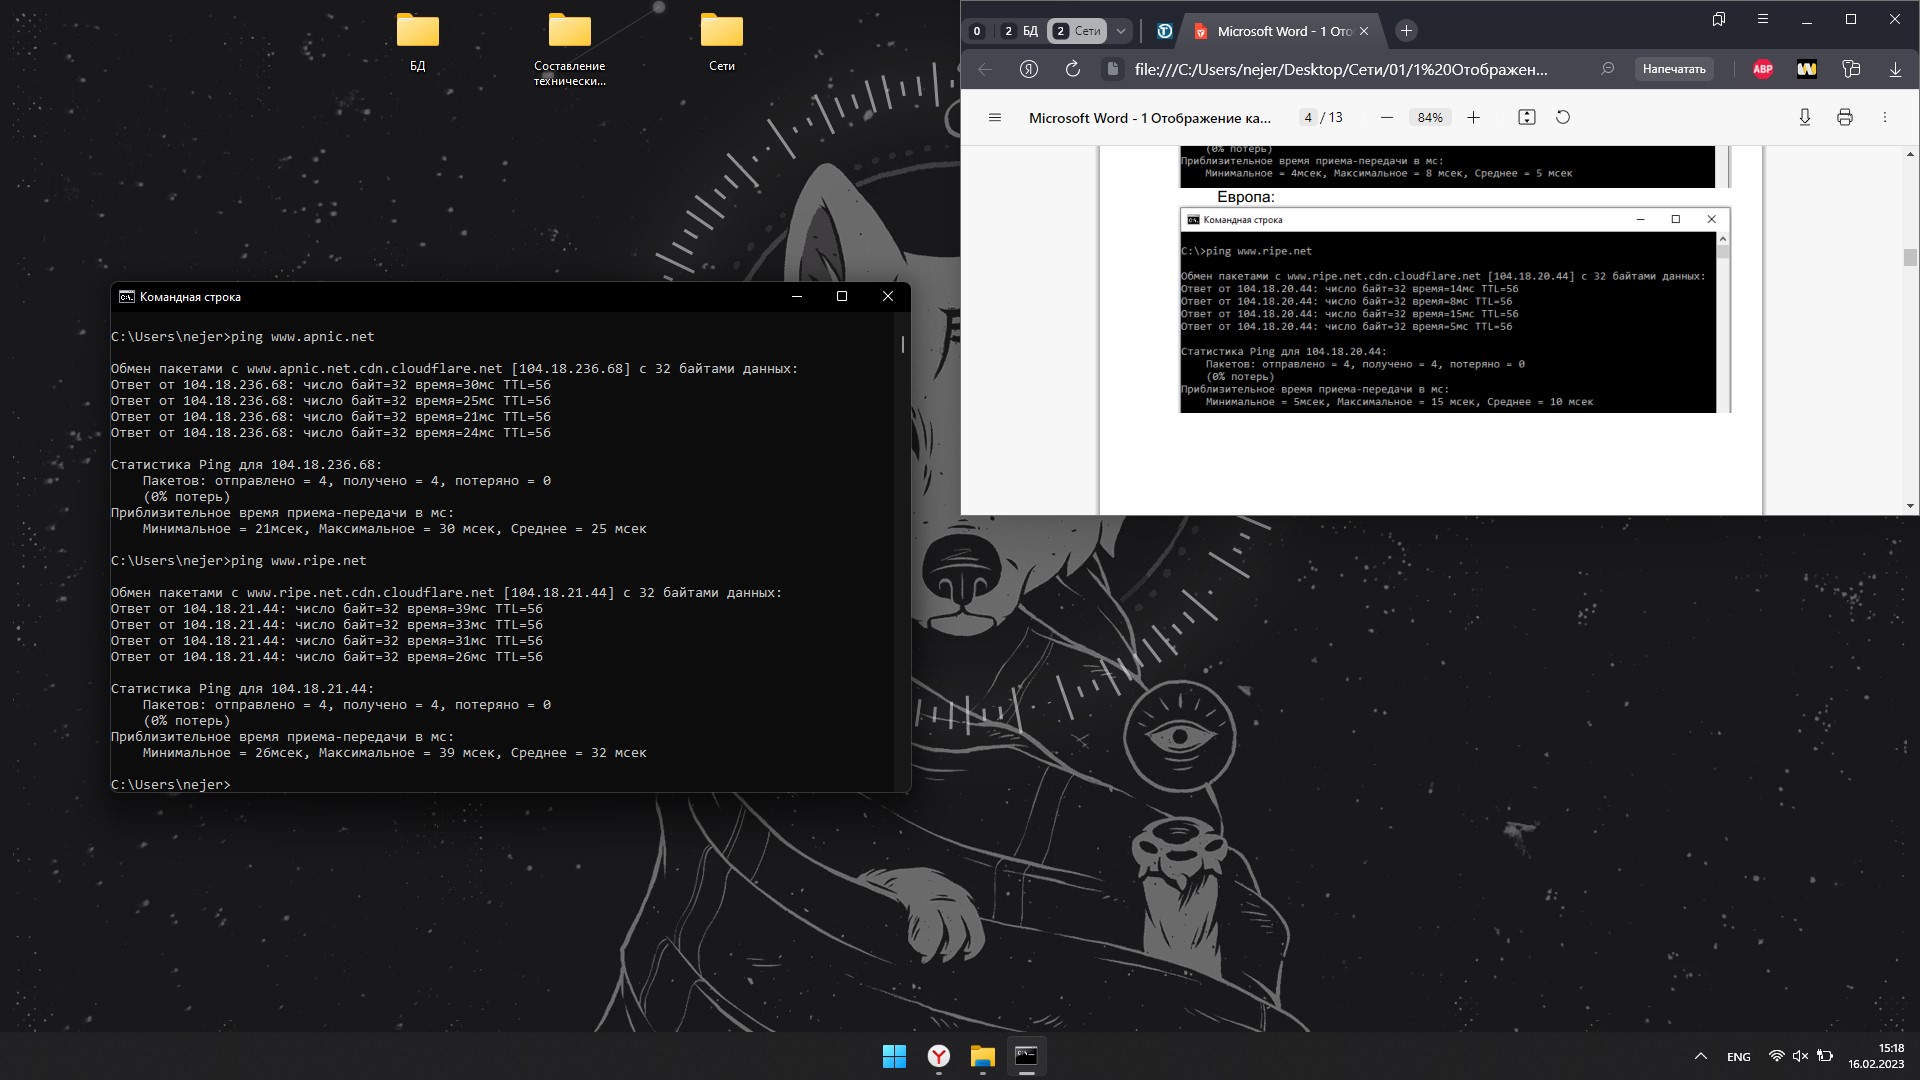 БД
Составление
технически...
Сети
0
2 БД
2 Сети
Microsoft Word - 1 Ото
file:///C:/Users/nejer/Desktop/Сети/01/1%20Отображен...
Напечатать
ABP
Microsoft Word - 1 Отображение ка...
4 / 13
84%
(0% потерь)
Приблизительное время приема-передачи в мс:
Минимальное = 4мсек, Максимальное = 8 мсек, Среднее = 5 мсек
Европа:
Командная строка
C:\>ping www.ripe.net
Обмен пакетами с www.ripe.net.cdn.cloudflare.net [104.18.20.44] с 32 байтами данных:
Ответ от 104.18.20.44: число байт=32 время=14мс TTL=56
Ответ от 104.18.20.44: число байт=32 время=8мс TTL=56
Ответ от 104.18.20.44: число байт=32 время=15мс TTL=56
Ответ от 104.18.20.44: число байт=32 время=5мс TTL=56
Статистика Ping для 104.18.20.44:
Пакетов: отправлено = 4, получено = 4, потеряно = 0
(0% потерь)
Приблизительное время приема-передачи в мс:
Минимальное = 5мсек, Максимальное = 15 мсек, Среднее = 10 мсек
Командная строка
C:\Users\nejer>ping www.apnic.net
Обмен пакетами с www.apnic.net.cdn.cloudflare.net [104.18.236.68] с 32 байтами данных:
Ответ от 104.18.236.68: число байт=32 время=30мс TTL=56
Ответ от 104.18.236.68: число байт=32 время=25мс TTL=56
Ответ от 104.18.236.68: число байт=32 время=21мс TTL=56
Ответ от 104.18.236.68: число байт=32 время=24мс TTL=56
Статистика Ping для 104.18.236.68:
Пакетов: отправлено = 4, получено = 4, потеряно = 0
(0% потерь)
Приблизительное время приема-передачи в мс:
Минимальное = 21мсек, Максимальное = 30 мсек, Среднее = 25 мсек
C:\Users\nejer>ping www.ripe.net
Обмен пакетами с www.ripe.net.cdn.cloudflare.net [104.18.21.44] с 32 байтами данных:
Ответ от 104.18.21.44: число байт=32 время=39мс TTL=56
Ответ от 104.18.21.44: число байт=32 время=33мс TTL=56
Ответ от 104.18.21.44: число байт=32 время=31мс TTL=56
Ответ от 104.18.21.44: число байт=32 время=26мс TTL=56
Статистика Ping для 104.18.21.44:
Пакетов: отправлено = 4, получено = 4, потеряно = 0
(0% потерь)
Приблизительное время приема-передачи в мс:
Минимальное = 26мсек, Максимальное = 39 мсек, Среднее = 32 мсек
C:\Users\nejer>
ENG
15:18
16.02.2023